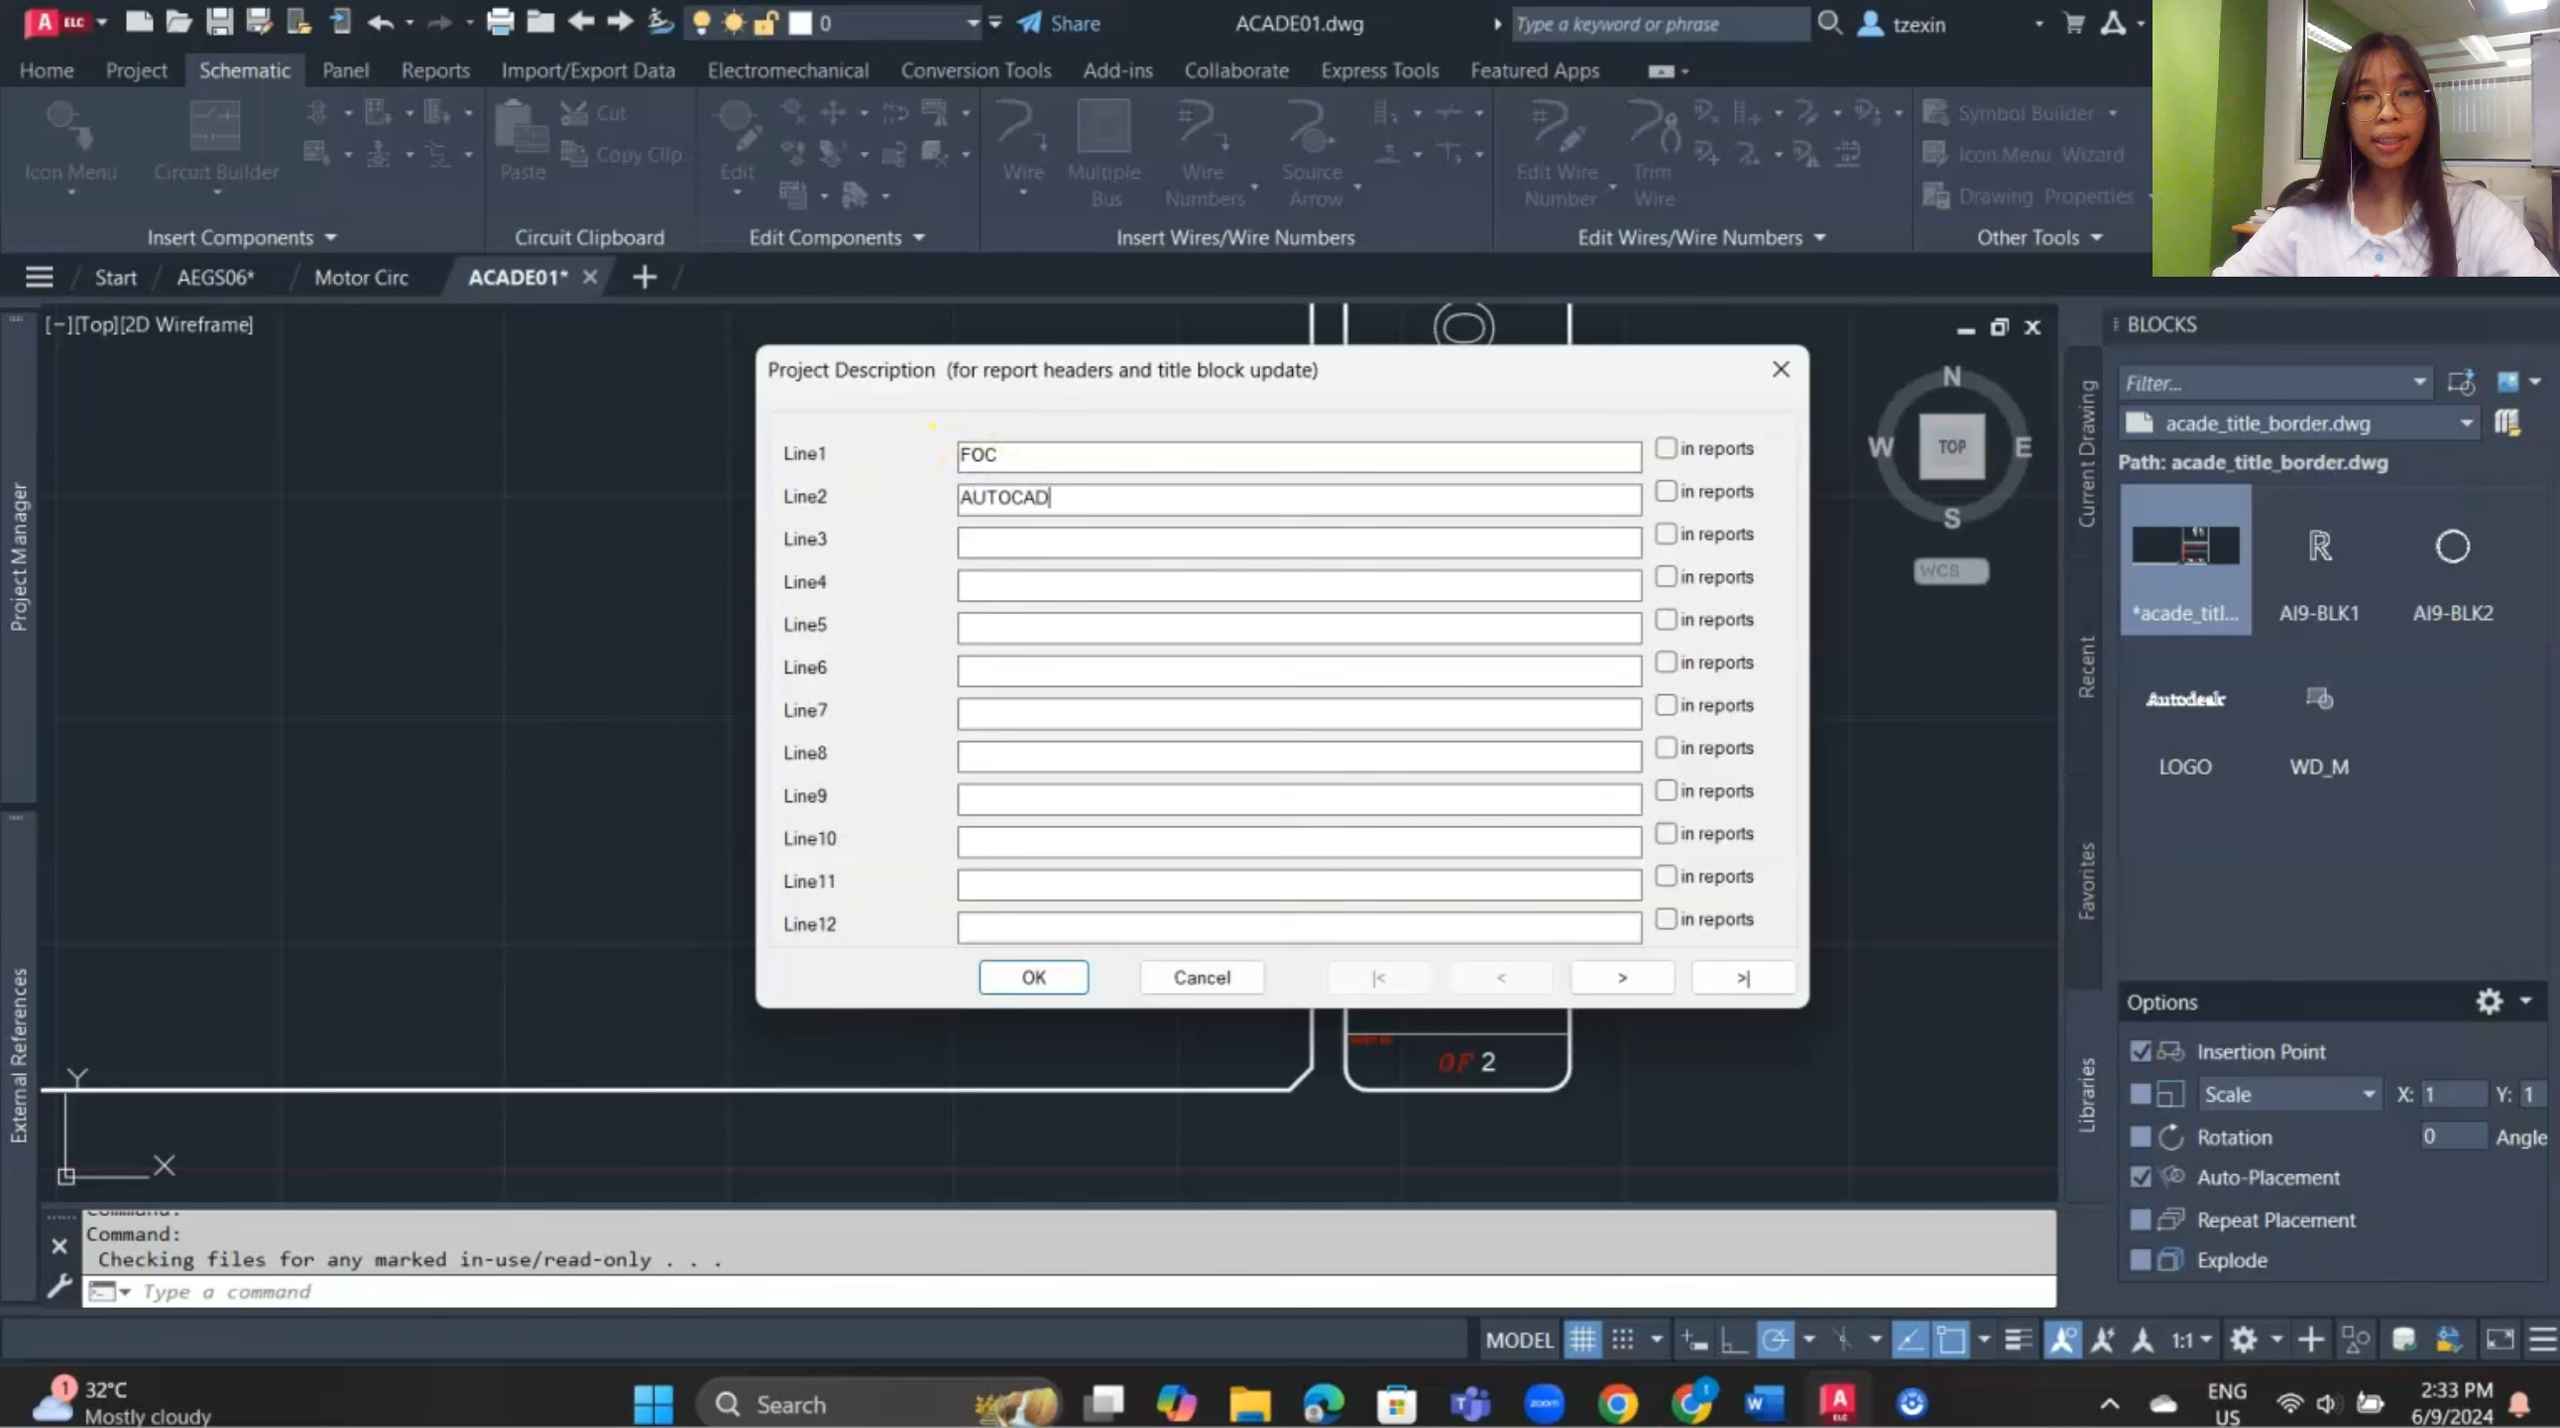 A ELC
0
Share
ACADE01.dwg
Type a keyword or phrase
tzexin
Home
Project
Schematic
Panel
Reports
Import/Export Data
Electromechanical
Conversion Tools
Add-ins
Collaborate
Express Tools
Featured Apps
Icon Menu
Circuit Builder
Paste
Cut
Copy Clip
Edit
Wire
Multiple Bus
Wire Numbers
Source Arrow
Edit Wire Number
Trim Wire
Symbol Builder
Icon Menu Wizard
Drawing Properties
Insert Components
Circuit Clipboard
Edit Components
Insert Wires/Wire Numbers
Edit Wires/Wire Numbers
Other Tools
Start
AEGS06*
Motor Circ
ACADE01*
[−][Top][2D Wireframe]
Project Manager
External References
Project Description (for report headers and title block update)
Line1 FOC in reports
Line2 AUTOCAD in reports
Line3 in reports
Line4 in reports
Line5 in reports
Line6 in reports
Line7 in reports
Line8 in reports
Line9 in reports
Line10 in reports
Line11 in reports
Line12 in reports
OK
Cancel
|<
<
>
>|
N
W TOP E
S
WCS
OF 2
Y
X
BLOCKS
Filter...
acade_title_border.dwg
Path: acade_title_border.dwg
*acade_titl...
AI9-BLK1
AI9-BLK2
Autodesk
LOGO
WD_M
Current Drawing
Recent
Favorites
Libraries
Options
Insertion Point
Scale X: 1 Y: 1
Rotation 0 Angle
Auto-Placement
Repeat Placement
Explode
Command:
Command:
Checking files for any marked in-use/read-only . . .
Type a command
MODEL
1:1
1
32°C
Mostly cloudy
Search
zoom
ENG
US
2:33 PM
6/9/2024